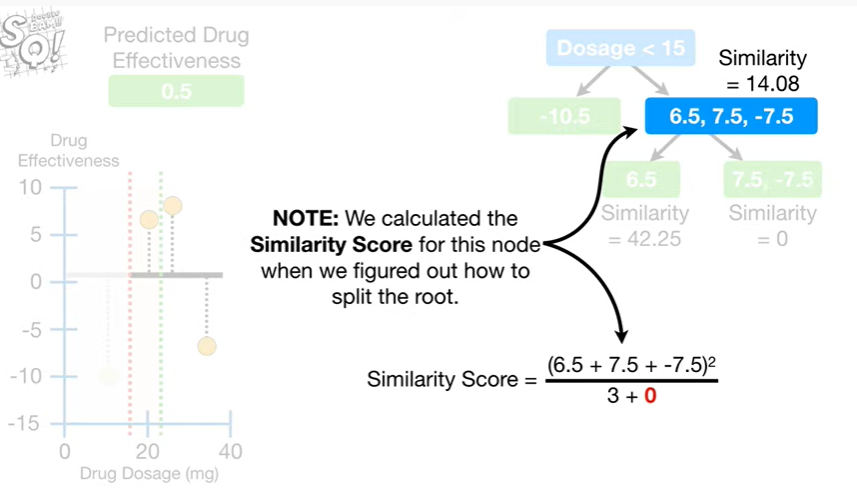 Predicted Drug
Effectiveness
0.5
Dosage < 15
Similarity
= 14.08
-10.5
6.5, 7.5, -7.5
6.5
7.5, -7.5
Similarity
= 42.25
Similarity
= 0
Drug
Effectiveness
10
5
0
-5
-10
-15
0
20
40
Drug Dosage (mg)
NOTE: We calculated the
Similarity Score for this node
when we figured out how to
split the root.
Similarity Score = (6.5 + 7.5 + -7.5)²
3 + 0